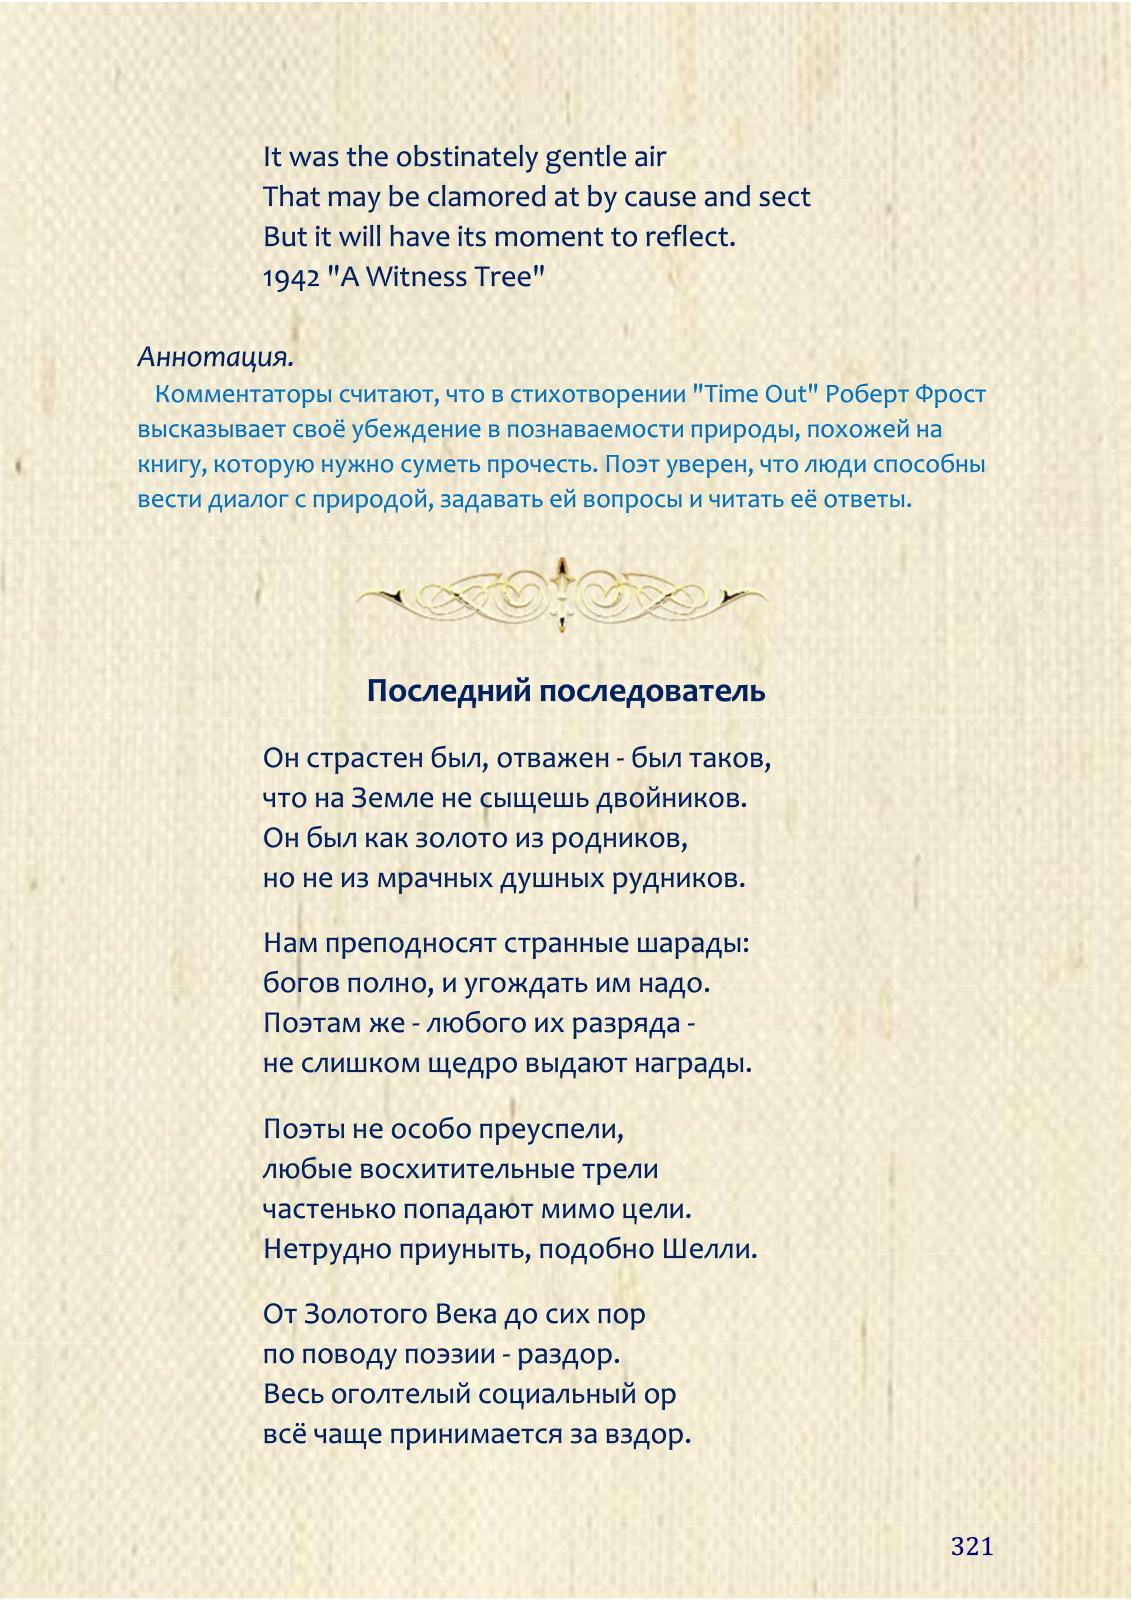 It was the obstinately gentle air
That may be clamored at by cause and sect
But it will have its moment to reflect.
1942 "A Witness Tree"
Аннотация.
Комментаторы считают, что в стихотворении "Time Out" Роберт Фрост
высказывает своё убеждение в познаваемости природы, похожей на
книгу, которую нужно суметь прочесть. Поэт уверен, что люди способны
вести диалог с природой, задавать ей вопросы и читать её ответы.
Последний последователь
Он страстен был, отважен - был таков,
что на Земле не сыщешь двойников.
Он был как золото из родников,
но не из мрачных душных рудников.
Нам преподносят странные шарады:
богов полно, и угождать им надо.
Поэтам же - любого их разряда -
не слишком щедро выдают награды.
Поэты не особо преуспели,
любые восхитительные трели
частенько попадают мимо цели.
Нетрудно приуныть, подобно Шелли.
От Золотого Века до сих пор
по поводу поэзии - раздор.
Весь оголтелый социальный ор
всё чаще принимается за вздор.
321